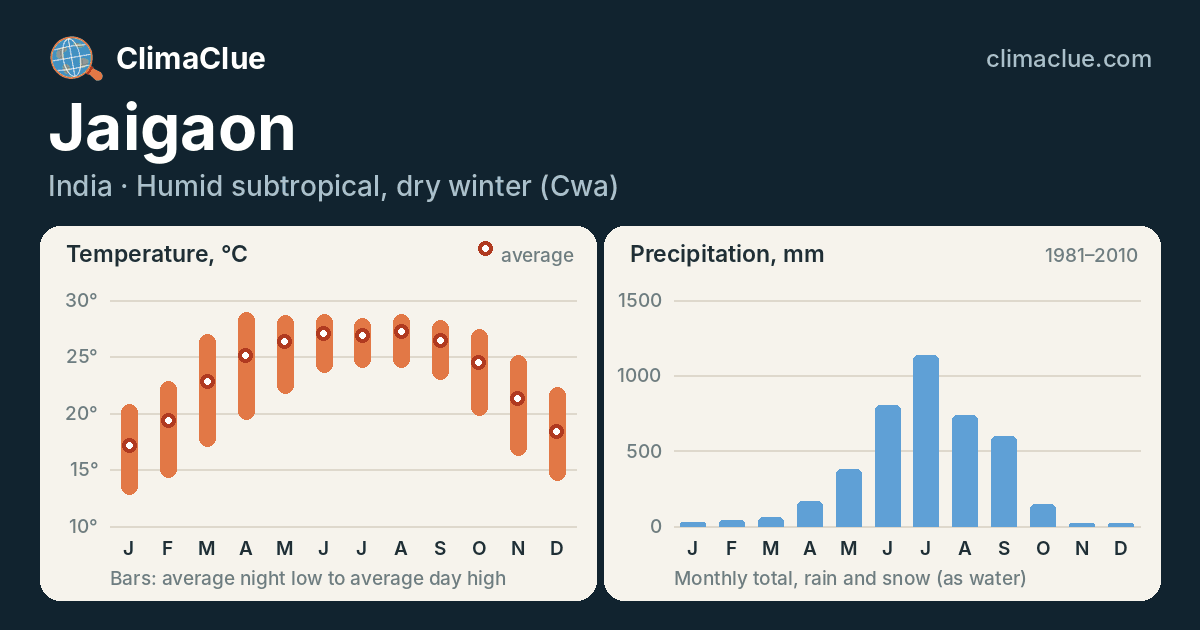 ClimaClue
climaclue.com
Jaigaon
India · Humid subtropical, dry winter (Cwa)
Temperature, °C
average
30°
25°
20°
15°
10°
J F M A M J J A S O N D
Bars: average night low to average day high
Precipitation, mm
1981–2010
1500
1000
500
0
J F M A M J J A S O N D
Monthly total, rain and snow (as water)